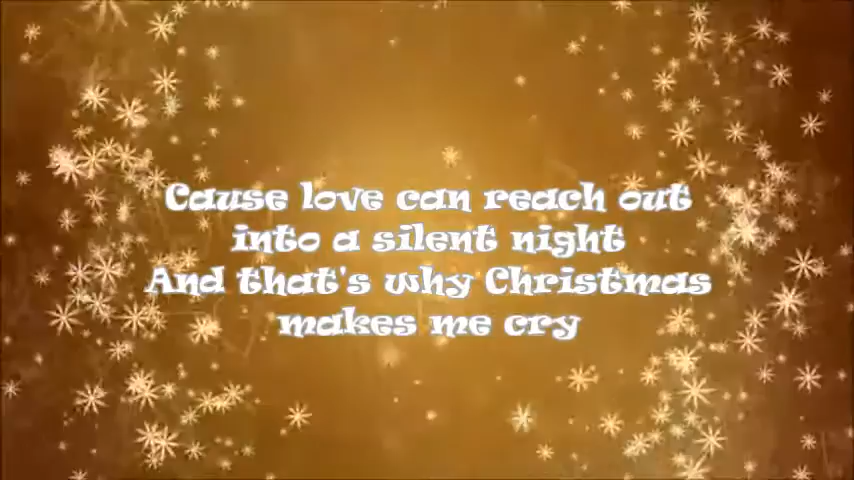 Cause love can reach out
into a silent night
And that's why Christmas
makes me cry